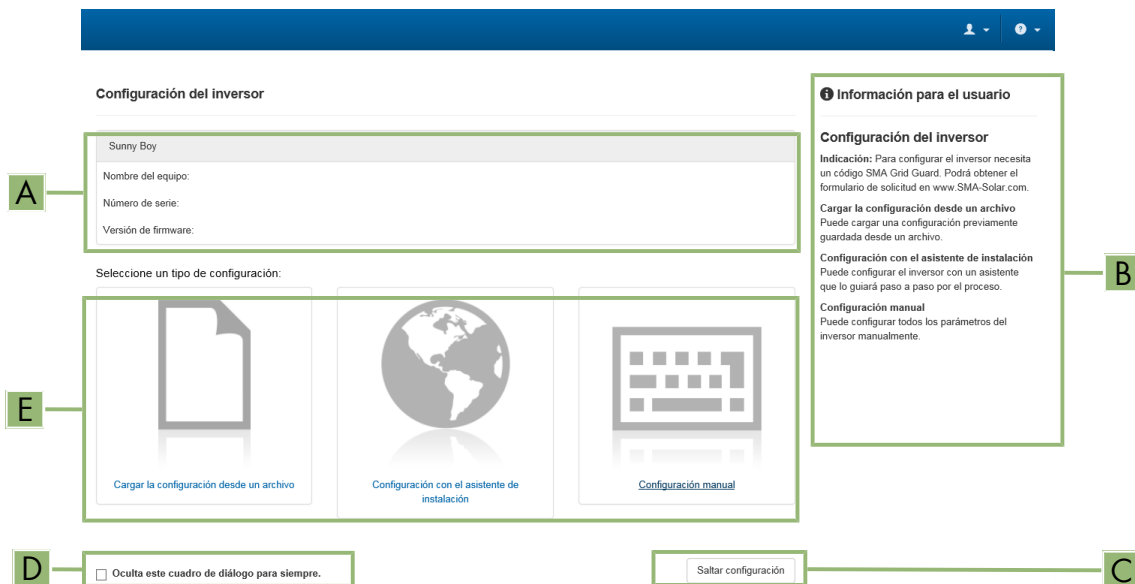 Configuración del inversor
Sunny Boy
Nombre del equipo:
Número de serie:
Versión de firmware:
A
Seleccione un tipo de configuración:
Cargar la configuración desde un archivo
Configuración con el asistente de
instalación
Configuración manual
E
D
Oculta este cuadro de diálogo para siempre.
Saltar configuración
C
Información para el usuario
Configuración del inversor
Indicación: Para configurar el inversor necesita
un código SMA Grid Guard. Podrá obtener el
formulario de solicitud en www.SMA-Solar.com.
Cargar la configuración desde un archivo
Puede cargar una configuración previamente
guardada desde un archivo.
Configuración con el asistente de instalación
Puede configurar el inversor con un asistente
que lo guiará paso a paso por el proceso.
Configuración manual
Puede configurar todos los parámetros del
inversor manualmente.
B